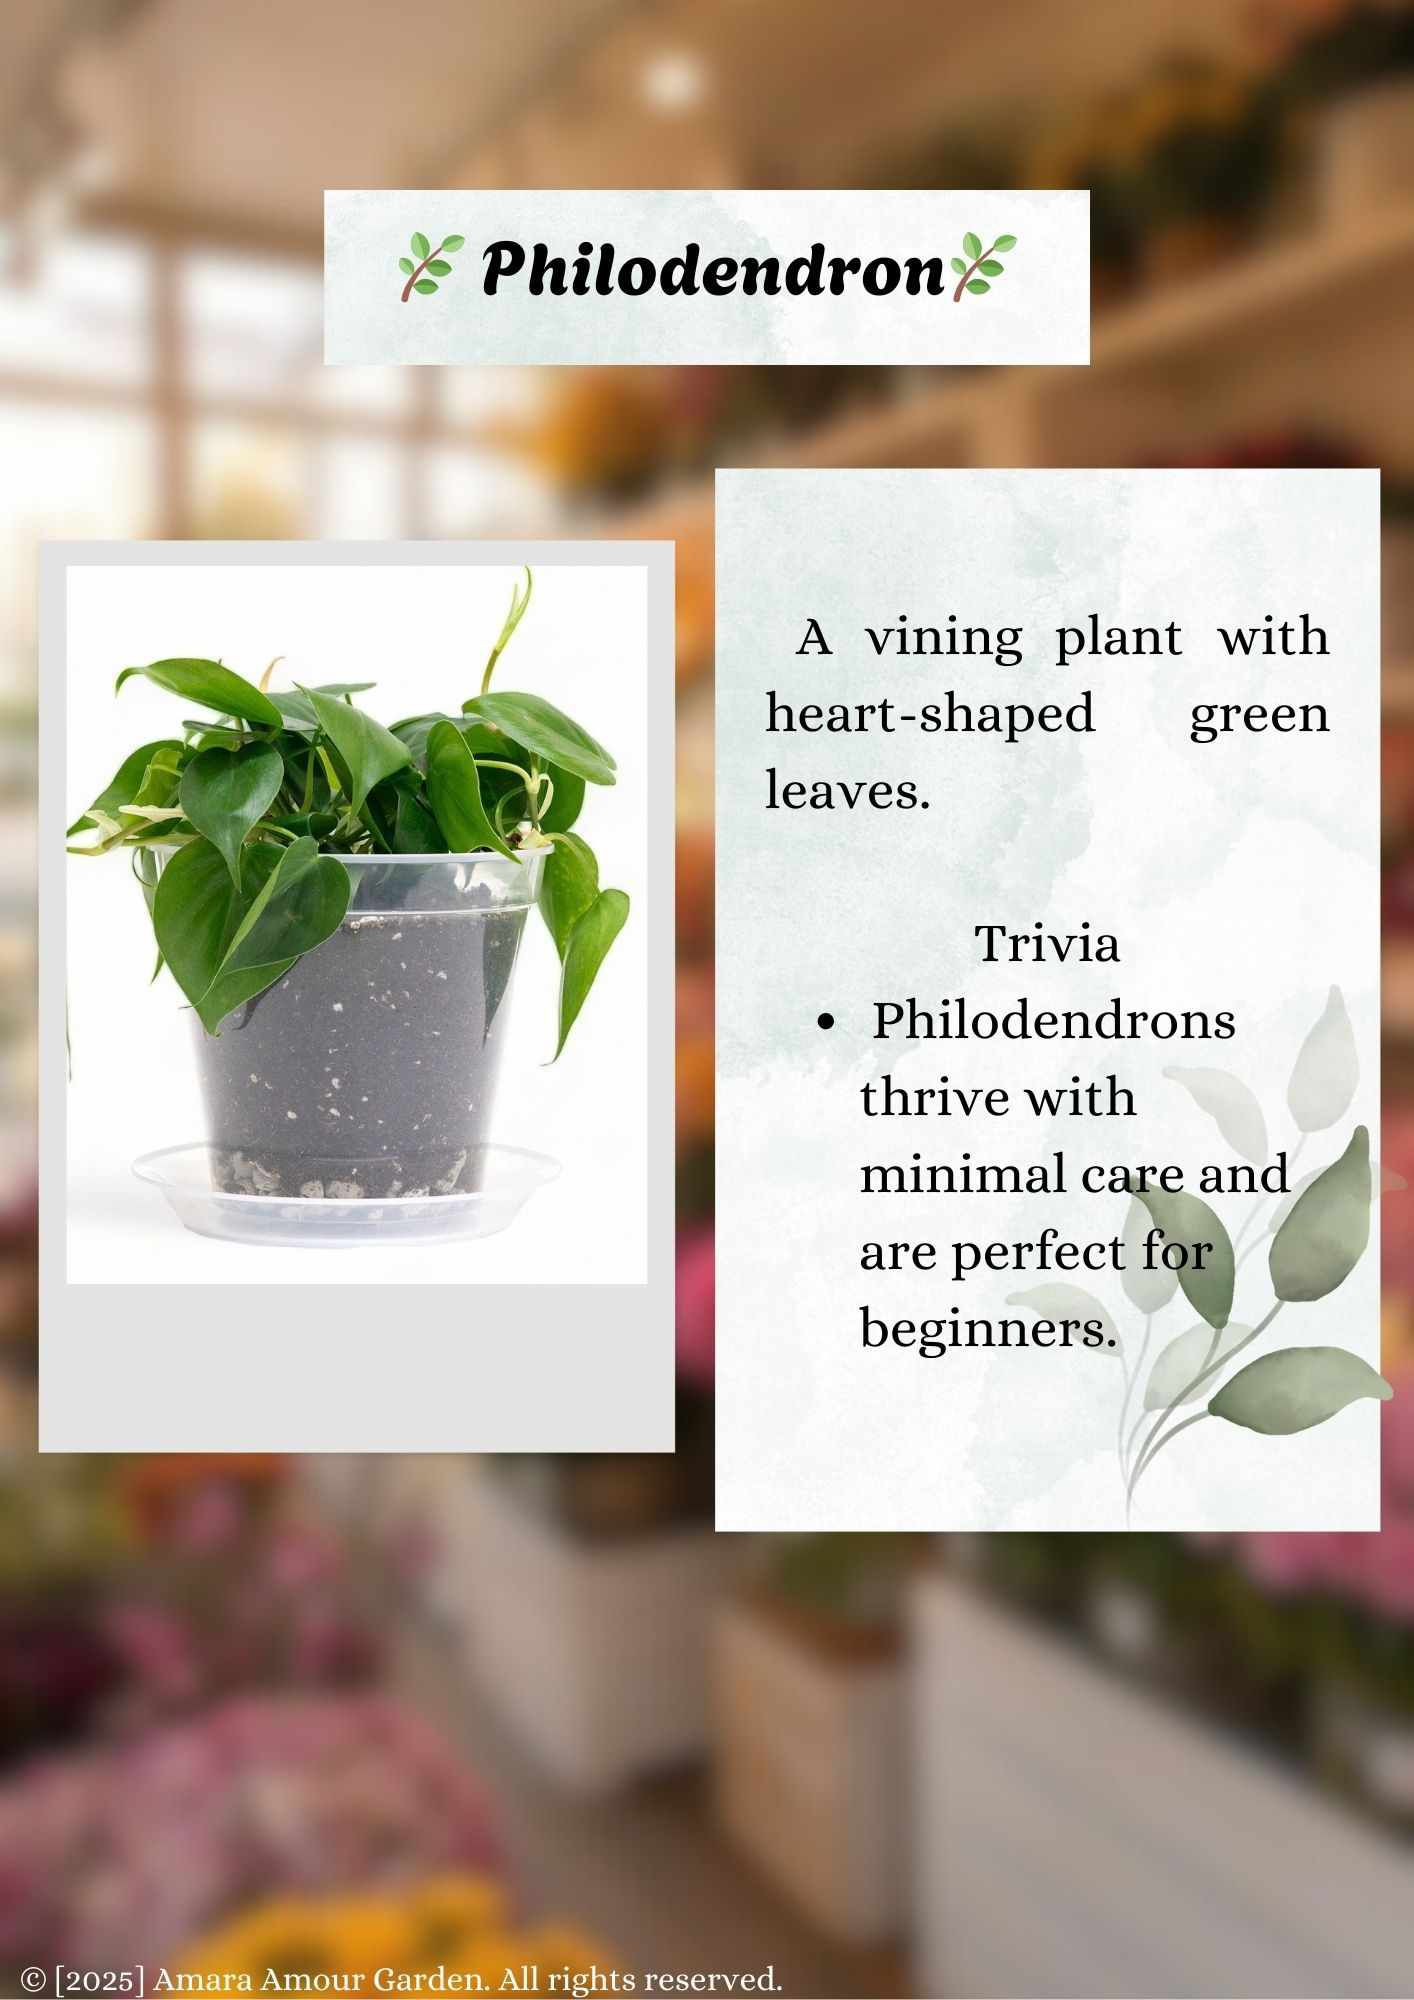 🌿 Philodendron🌿
A vining plant with
heart-shaped green
leaves.
Trivia
• Philodendrons
thrive with
minimal care and
are perfect for
beginners.
© [2025] Amara Amour Garden. All rights reserved.